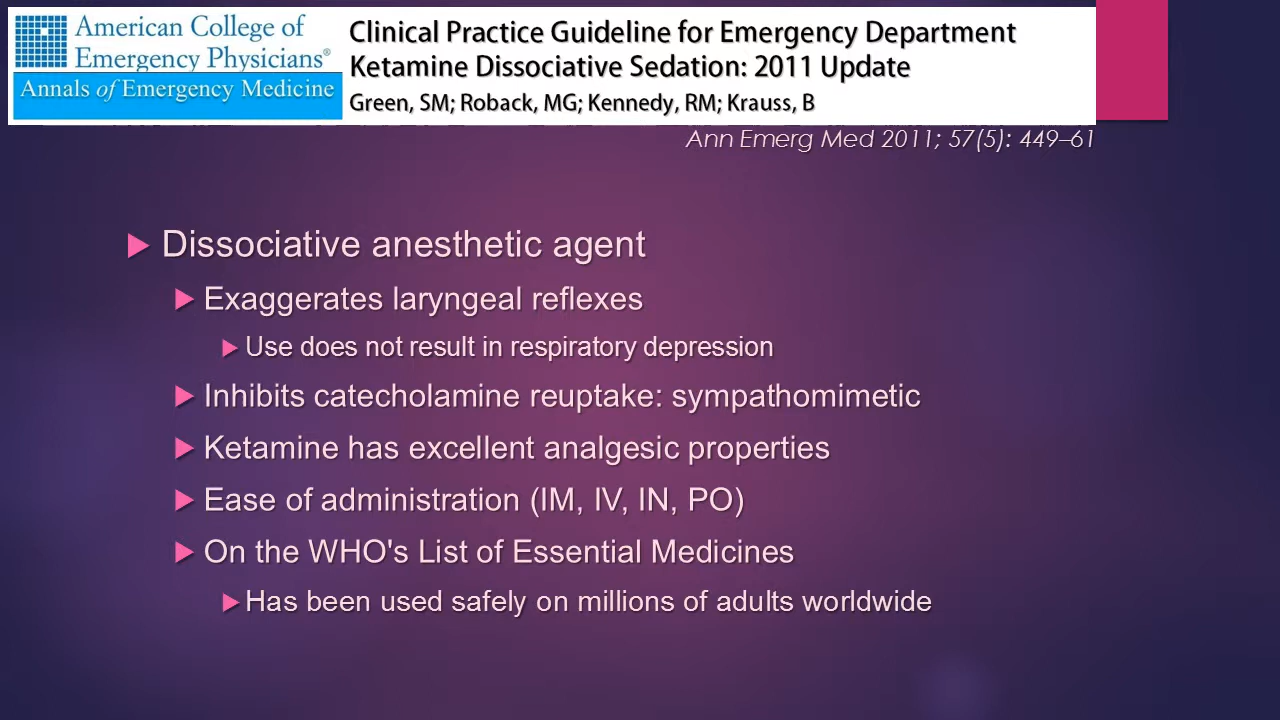 American College of
Emergency Physicians®
Annals of Emergency Medicine
Clinical Practice Guideline for Emergency Department
Ketamine Dissociative Sedation: 2011 Update
Green, SM; Roback, MG; Kennedy, RM; Krauss, B
Ann Emerg Med 2011; 57(5): 449–61
Dissociative anesthetic agent
Exaggerates laryngeal reflexes
Use does not result in respiratory depression
Inhibits catecholamine reuptake: sympathomimetic
Ketamine has excellent analgesic properties
Ease of administration (IM, IV, IN, PO)
On the WHO's List of Essential Medicines
Has been used safely on millions of adults worldwide